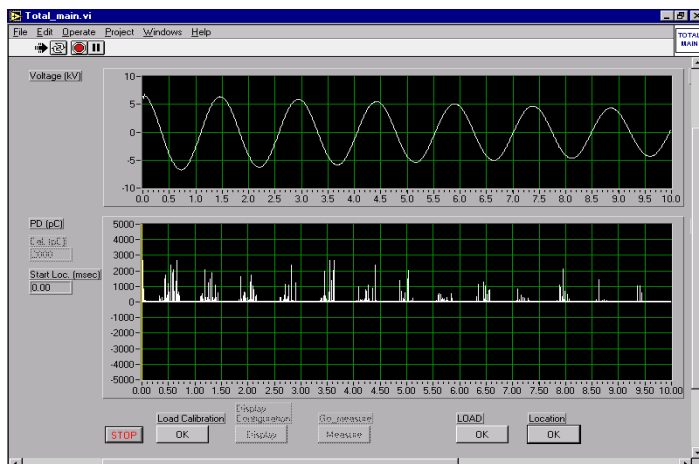 Total_main.vi
File Edit Operate Project Windows Help
TOTAL
MAIN
Voltage (kV)
10-
5-
0-
-5-
-10-
0.0 0.5 1.0 1.5 2.0 2.5 3.0 3.5 4.0 4.5 5.0 5.5 6.0 6.5 7.0 7.5 8.0 8.5 9.0 9.5 10.0
PD (pC)
Cal. (pC)
Start Loc. (msec)
0.00
5000-
4000-
3000-
2000-
1000-
0-
-1000-
-2000-
-3000-
-4000-
-5000-
0.00 0.50 1.00 1.50 2.00 2.50 3.00 3.50 4.00 4.50 5.00 5.50 6.00 6.50 7.00 7.50 8.00 8.50 9.00 9.50 10.00
STOP
Load Calibration
OK
Display
Configuration
Display
Go_measure
Measure
LOAD
OK
Location
OK